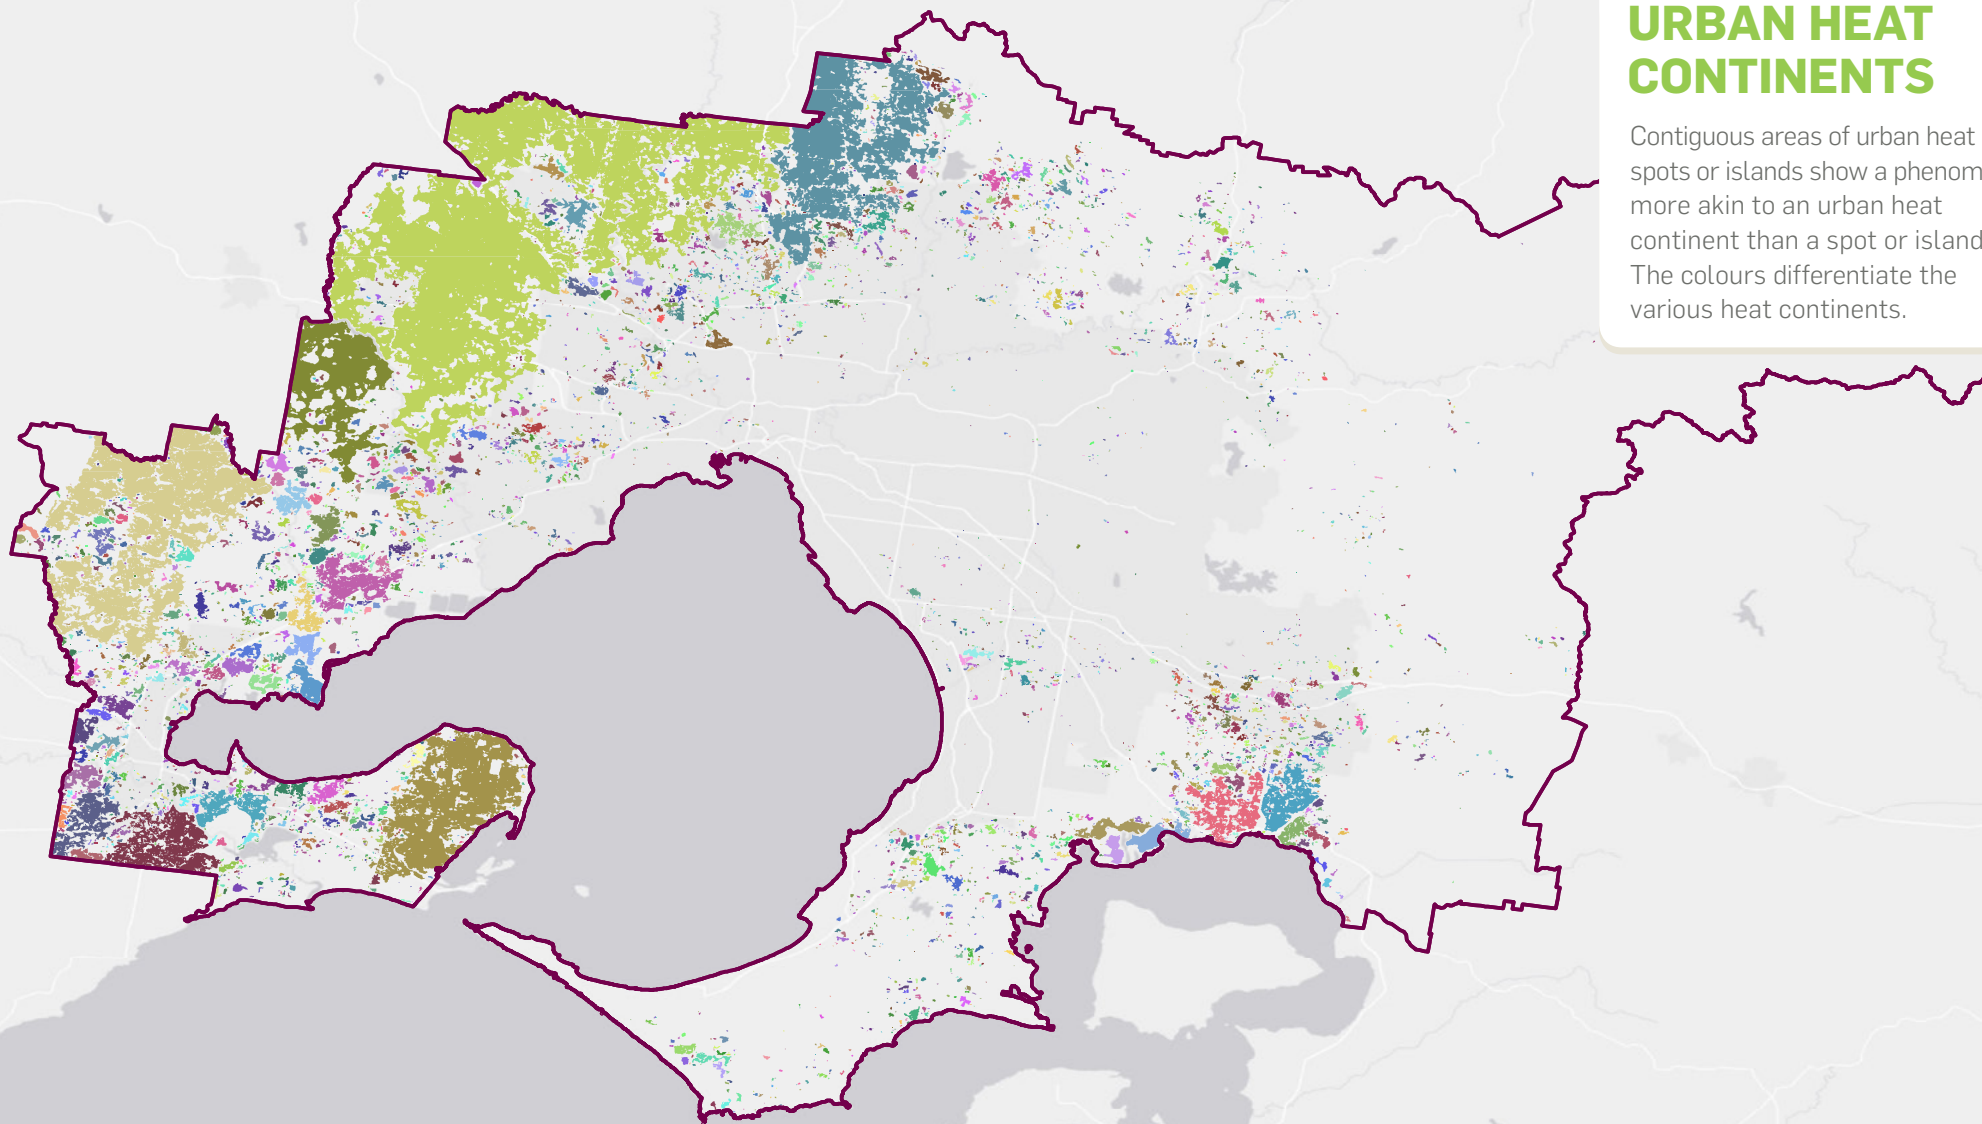 URBAN HEAT
CONTINENTS
Contiguous areas of urban heat
spots or islands show a
more akin to an urban heat
continent than a spot or island
The colours differentiate the
various heat continents.